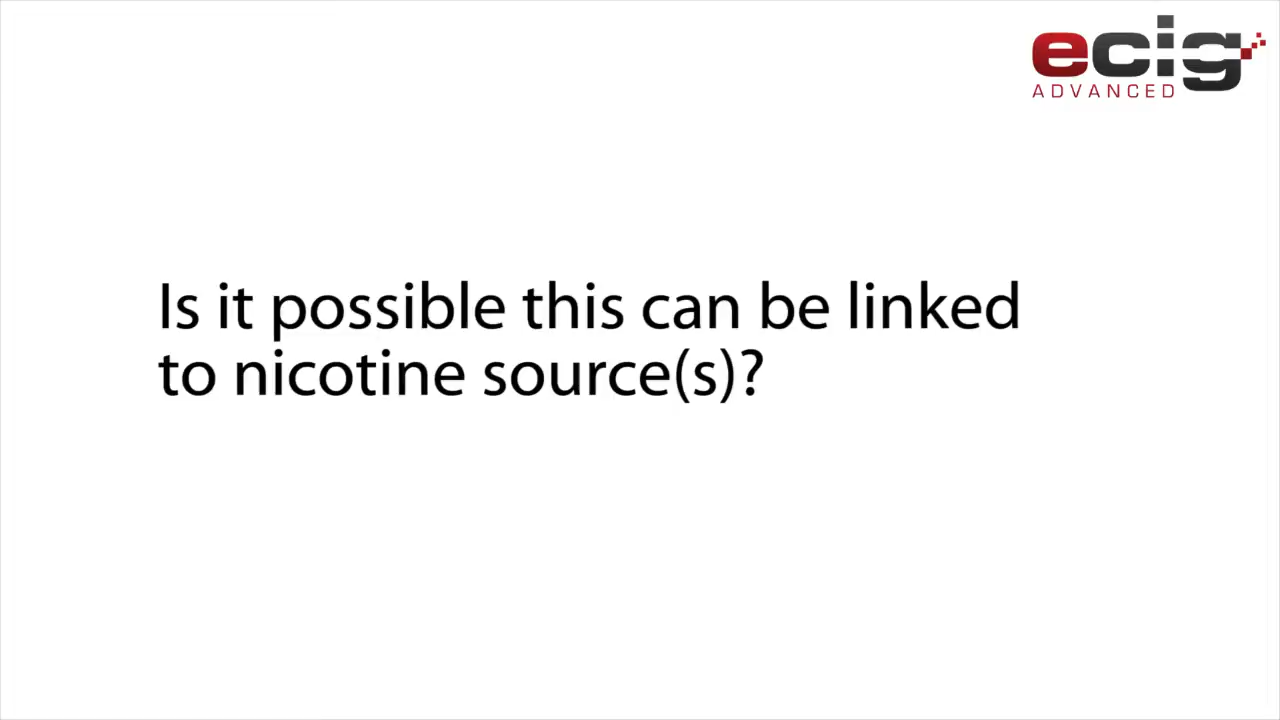 ecig
ADVANCED
Is it possible this can be linked
to nicotine source(s)?